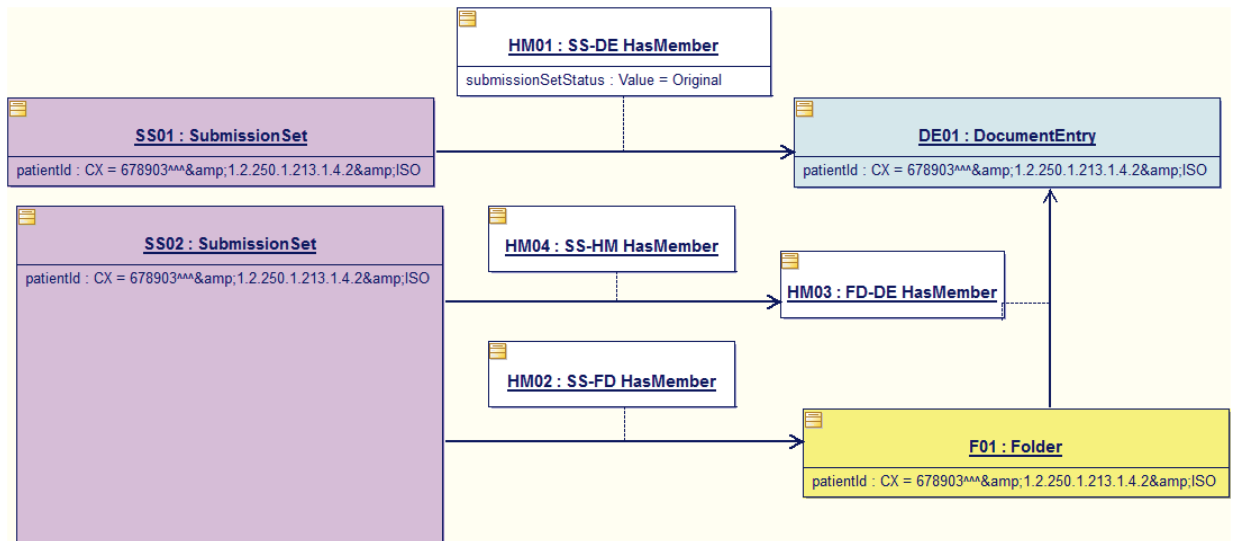 HM01 : SS-DE HasMember
submissionSetStatus : Value = Original
SS01 : SubmissionSet
patientId : CX = 678903^^^&amp;1.2.250.1.213.1.4.2&amp;ISO
DE01 : DocumentEntry
patientId : CX = 678903^^^&amp;1.2.250.1.213.1.4.2&amp;ISO
SS02 : SubmissionSet
patientId : CX = 678903^^^&amp;1.2.250.1.213.1.4.2&amp;ISO
HM04 : SS-HM HasMember
HM03 : FD-DE HasMember
HM02 : SS-FD HasMember
F01 : Folder
patientId : CX = 678903^^^&amp;1.2.250.1.213.1.4.2&amp;ISO